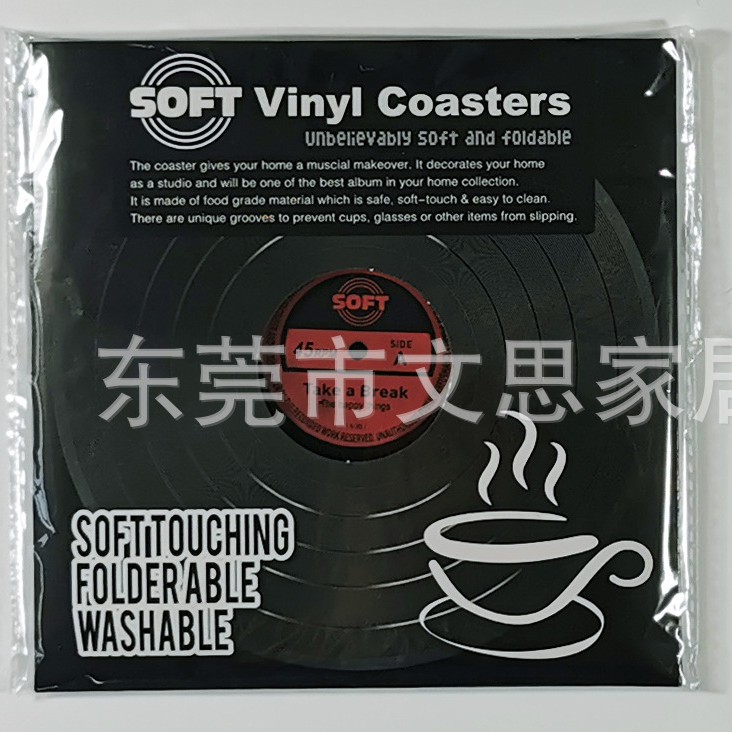 SOFT Vinyl Coasters
Unbelievably soft and foldable
The coaster gives your home a muscial makeover. It decorates your home
as a studio and will be one of the best album in your home collection.
It is made of food grade material which is safe, soft-touch & easy to clean.
There are unique grooves to prevent cups, glasses or other items from slipping.
SOFT
45 RPM
SIDE
A
东莞市文思家居
Take a Break
SOFTTOUCHING
FOLDERABLE
WASHABLE